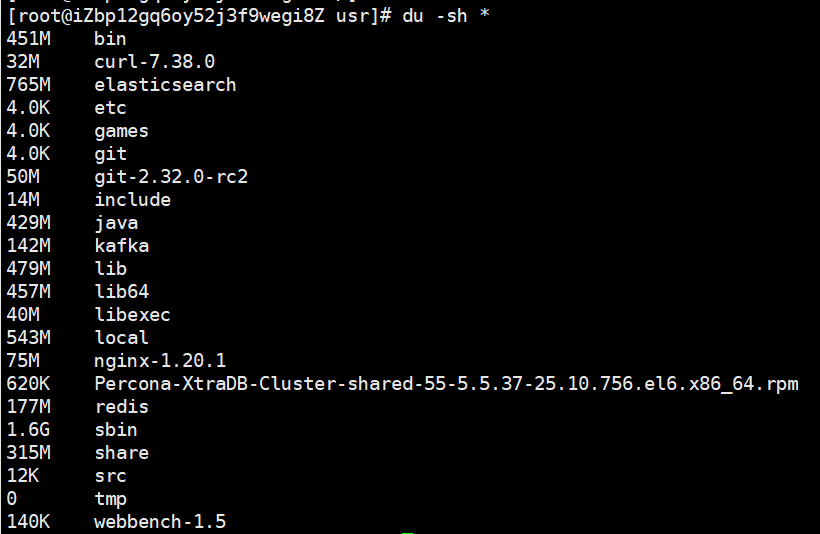 [root@iZbp12gq6oy52j3f9wegi8Z usr]# du -sh *
451M bin
32M curl-7.38.0
765M elasticsearch
4.0K etc
4.0K games
4.0K git
50M git-2.32.0-rc2
14M include
429M java
142M kafka
479M lib
457M lib64
40M libexec
543M local
75M nginx-1.20.1
620K Percona-XtraDB-Cluster-shared-55-5.5.37-25.10.756.el6.x86_64.rpm
177M redis
1.6G sbin
315M share
12K src
0 tmp
140K webbench-1.5